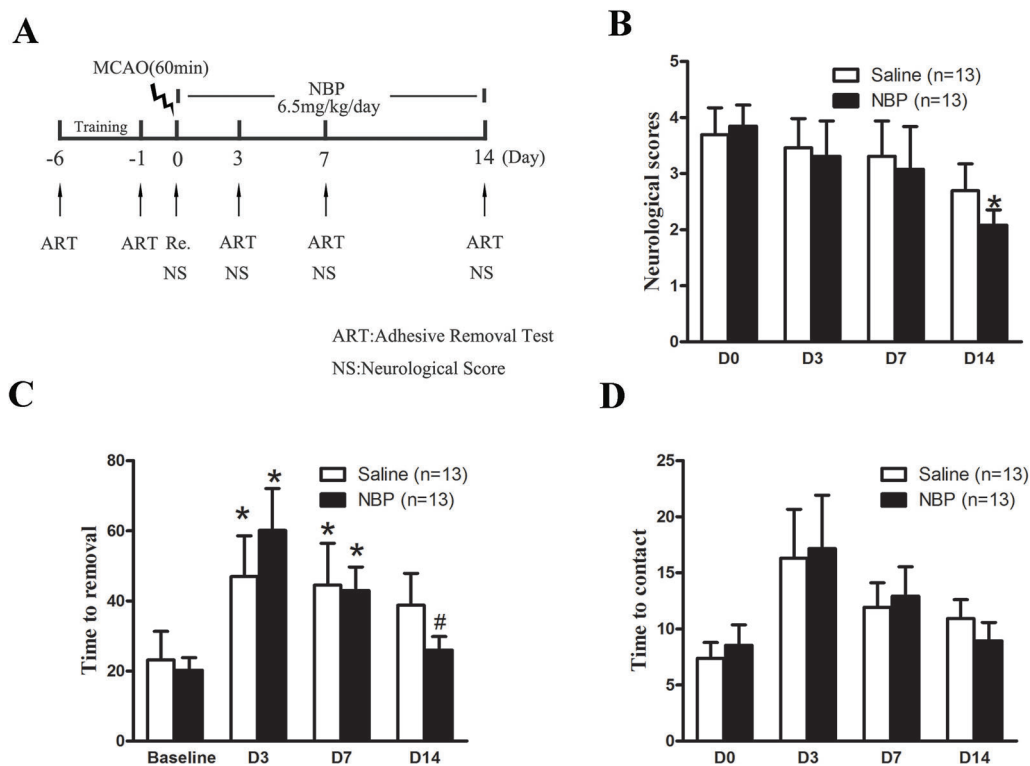 A
MCAO(60min)
NBP
6.5mg/kg/day
Training
-6 -1 0 3 7 14 (Day)
ART ART Re. ART ART ART
NS NS NS NS
ART:Adhesive Removal Test
NS:Neurological Score
B
Neurological scores
5
4
3
2
1
0
Saline (n=13)
NBP (n=13)
*
D0 D3 D7 D14
C
Time to removal
80
60
40
20
0
Saline (n=13)
NBP (n=13)
* * * * #
Baseline D3 D7 D14
D
Time to contact
25
20
15
10
5
0
Saline (n=13)
NBP (n=13)
D0 D3 D7 D14